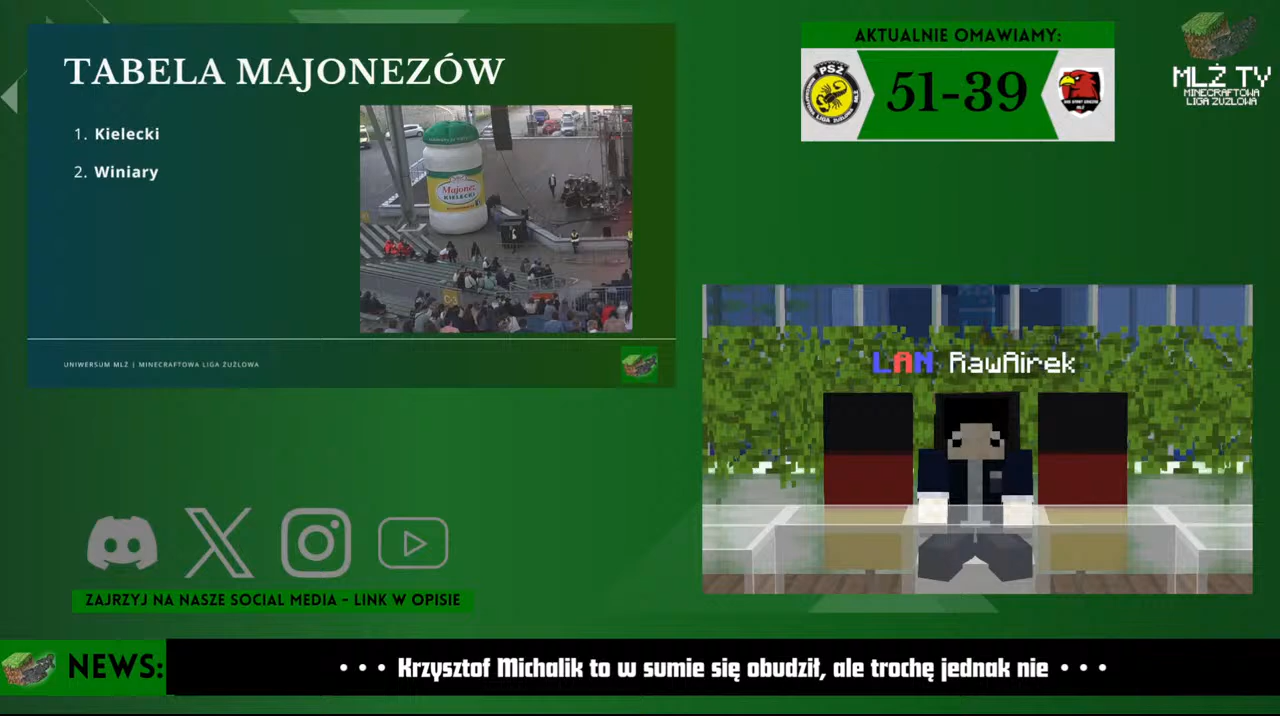 TABELA MAJONEZÓW
1. Kielecki
2. Winiary
Majonez
KIELECKI
C-3
UNIWERSUM MLŻ | MINECRAFTOWA LIGA ŻUŻLOWA
AKTUALNIE OMAWIAMY:
PSŻ
51-39
MLŻ TV
MINECRAFTOWA
LIGA ŻUŻLOWA
LAN RawAirek
ZAJRZYJ NA NASZE SOCIAL MEDIA - LINK W OPISIE
NEWS:
• • • Krzysztof Michalik to w sumie się obudził, ale trochę jednak nie • • •